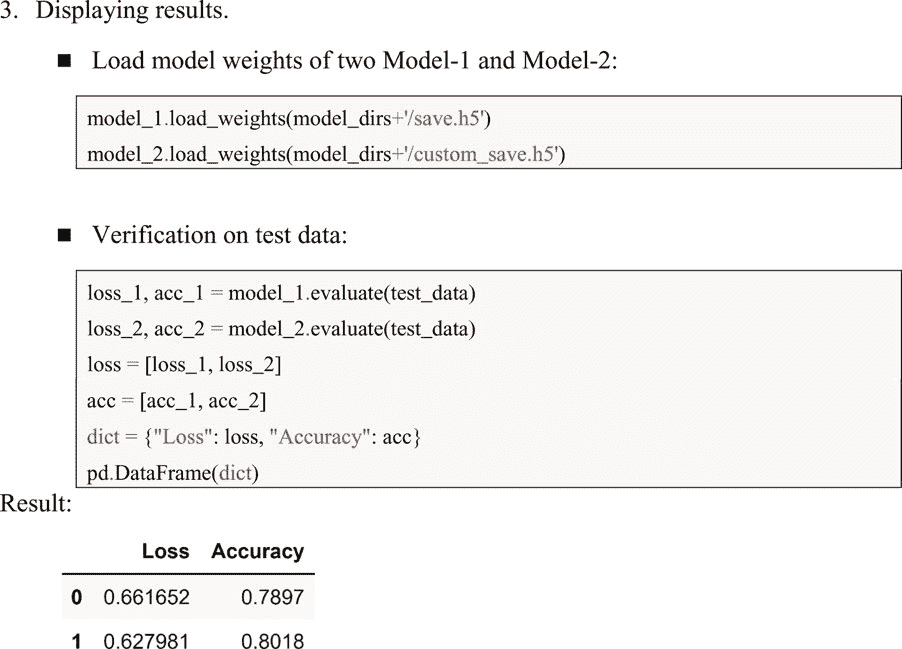 3. Displaying results.
■ Load model weights of two Model-1 and Model-2:
model_1.load_weights(model_dirs+'/save.h5')
model_2.load_weights(model_dirs+'/custom_save.h5')
■ Verification on test data:
loss_1, acc_1 = model_1.evaluate(test_data)
loss_2, acc_2 = model_2.evaluate(test_data)
loss = [loss_1, loss_2]
acc = [acc_1, acc_2]
dict = {"Loss": loss, "Accuracy": acc}
pd.DataFrame(dict)
Result:
Loss Accuracy
0 0.661652 0.7897
1 0.627981 0.8018